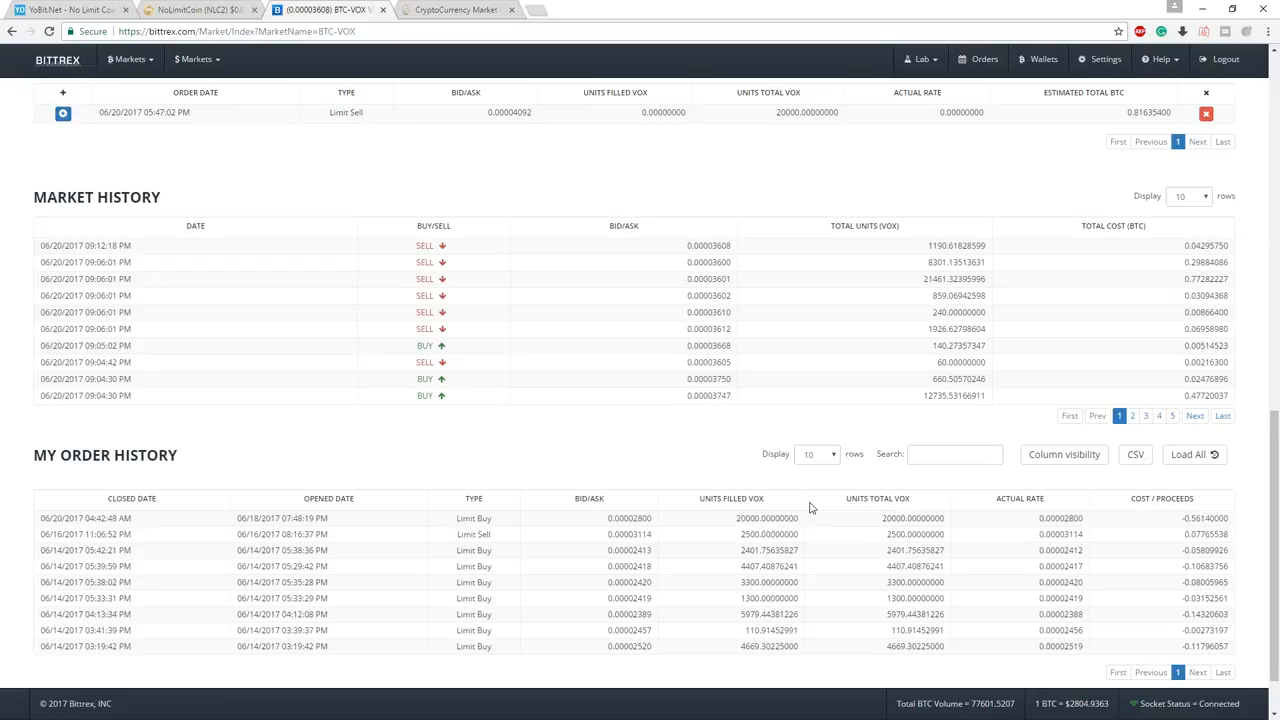 YoBit.Net - No Limit Co
NoLimitCoin (NLC2) $0.
(0.00003608) BTC-VOX V
CryptoCurrency Market
Secure
https://bittrex.com/Market/Index?MarketName=BTC-VOX
BITTREX
Markets
$ Markets
Lab
Orders
Wallets
Settings
Help
Logout
+ ORDER DATE TYPE BID/ASK UNITS FILLED VOX UNITS TOTAL VOX ACTUAL RATE ESTIMATED TOTAL BTC
06/20/2017 05:47:02 PM Limit Sell 0.00004092 0.00000000 20000.00000000 0.00000000 0.81635400
First Previous 1 Next Last
MARKET HISTORY
Display 10 rows
DATE BUY/SELL BID/ASK TOTAL UNITS (VOX) TOTAL COST (BTC)
06/20/2017 09:12:18 PM SELL 0.00003608 1190.61828599 0.04295750
06/20/2017 09:06:01 PM SELL 0.00003600 8301.13513631 0.29884086
06/20/2017 09:06:01 PM SELL 0.00003601 21461.32395996 0.77282227
06/20/2017 09:06:01 PM SELL 0.00003602 859.06942598 0.03094368
06/20/2017 09:06:01 PM SELL 0.00003610 240.00000000 0.00866400
06/20/2017 09:06:01 PM SELL 0.00003612 1926.62798604 0.06958980
06/20/2017 09:05:02 PM BUY 0.00003668 140.27357347 0.00514523
06/20/2017 09:04:42 PM SELL 0.00003605 60.00000000 0.00216300
06/20/2017 09:04:30 PM BUY 0.00003750 660.50570246 0.02476896
06/20/2017 09:04:30 PM BUY 0.00003747 12735.53166911 0.47720037
First Prev 1 2 3 4 5 Next Last
MY ORDER HISTORY
Display 10 rows Search: Column visibility CSV Load All
CLOSED DATE OPENED DATE TYPE BID/ASK UNITS FILLED VOX UNITS TOTAL VOX ACTUAL RATE COST / PROCEEDS
06/20/2017 04:42:48 AM 06/18/2017 07:48:19 PM Limit Buy 0.00002800 20000.00000000 20000.00000000 0.00002800 -0.56140000
06/16/2017 11:06:52 PM 06/16/2017 08:16:37 PM Limit Sell 0.00003114 2500.00000000 2500.00000000 0.00003114 0.07765538
06/14/2017 05:42:21 PM 06/14/2017 05:38:36 PM Limit Buy 0.00002413 2401.75635827 2401.75635827 0.00002412 -0.05809926
06/14/2017 05:39:59 PM 06/14/2017 05:29:42 PM Limit Buy 0.00002418 4407.40876241 4407.40876241 0.00002417 -0.10683756
06/14/2017 05:38:02 PM 06/14/2017 05:35:28 PM Limit Buy 0.00002420 3300.00000000 3300.00000000 0.00002420 -0.08005965
06/14/2017 05:33:31 PM 06/14/2017 05:33:29 PM Limit Buy 0.00002419 1300.00000000 1300.00000000 0.00002419 -0.03152561
06/14/2017 04:13:34 PM 06/14/2017 04:12:08 PM Limit Buy 0.00002389 5979.44381226 5979.44381226 0.00002388 -0.14320603
06/14/2017 03:41:39 PM 06/14/2017 03:39:37 PM Limit Buy 0.00002457 110.91452991 110.91452991 0.00002456 -0.00273197
06/14/2017 03:19:42 PM 06/14/2017 03:19:42 PM Limit Buy 0.00002520 4669.30225000 4669.30225000 0.00002519 -0.11796057
First Previous 1 Next Last
© 2017 Bittrex, INC
Total BTC Volume = 77601.5207
1 BTC = $2804.9363
Socket Status = Connected